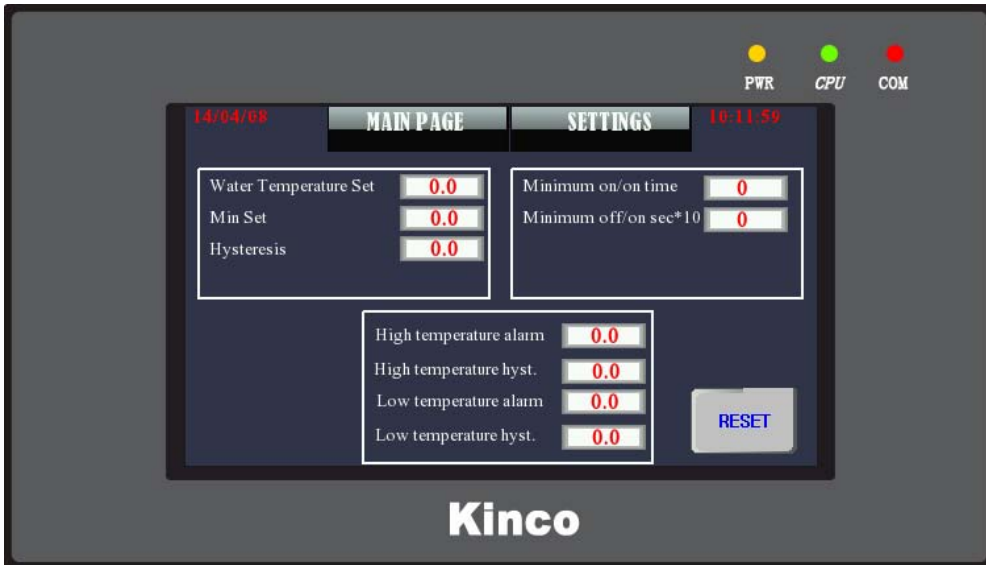 PWR CPU COM
14/04/08 MAIN PAGE SETTINGS 10:11:59
Water Temperature Set 0.0
Min Set 0.0
Hysteresis 0.0
Minimum on/on time 0
Minimum off/on sec*10 0
High temperature alarm 0.0
High temperature hyst. 0.0
Low temperature alarm 0.0
Low temperature hyst. 0.0
RESET
Kinco